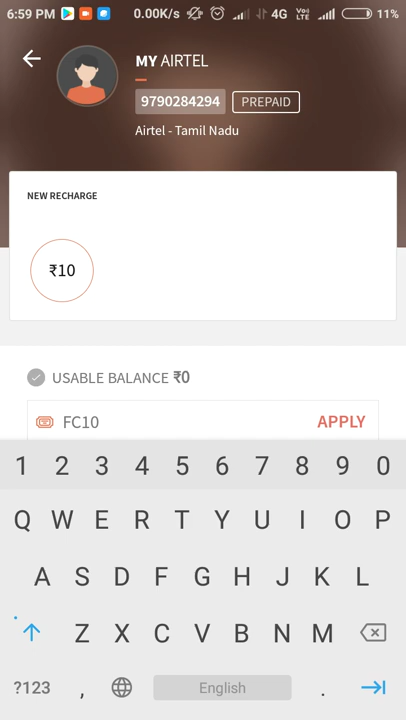 6:59 PM 0.00K/s 4G VoLTE 11%
MY AIRTEL
9790284294 PREPAID
Airtel - Tamil Nadu
NEW RECHARGE
₹10
USABLE BALANCE ₹0
FC10 APPLY
1 2 3 4 5 6 7 8 9 0
Q W E R T Y U I O P
A S D F G H J K L
Z X C V B N M
?123 , English .